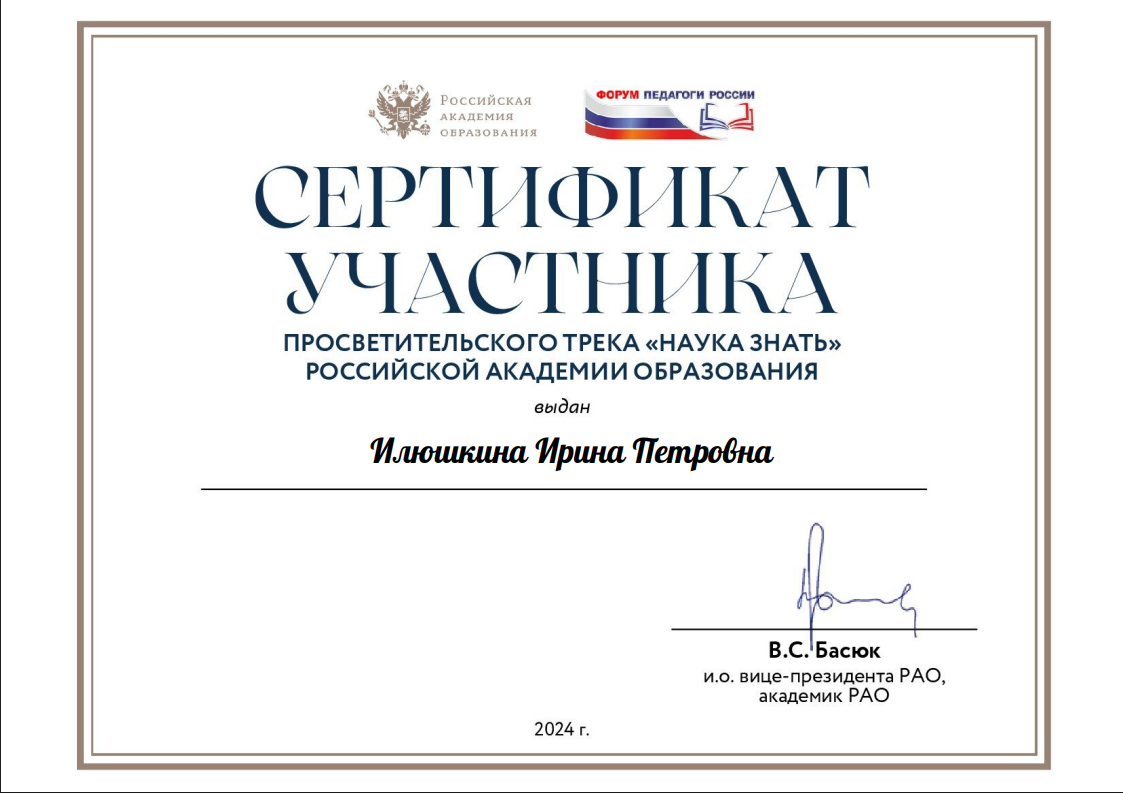 Российская
академия
образования
ФОРУМ ПЕДАГОГИ РОССИИ
СЕРТИФИКАТ
УЧАСТНИКА
ПРОСВЕТИТЕЛЬСКОГО ТРЕКА «НАУКА ЗНАТЬ»
РОССИЙСКОЙ АКАДЕМИИ ОБРАЗОВАНИЯ
выдан
Илюшкина Ирина Петровна
В.С. Басюк
и.о. вице-президента РАО,
академик РАО
2024 г.